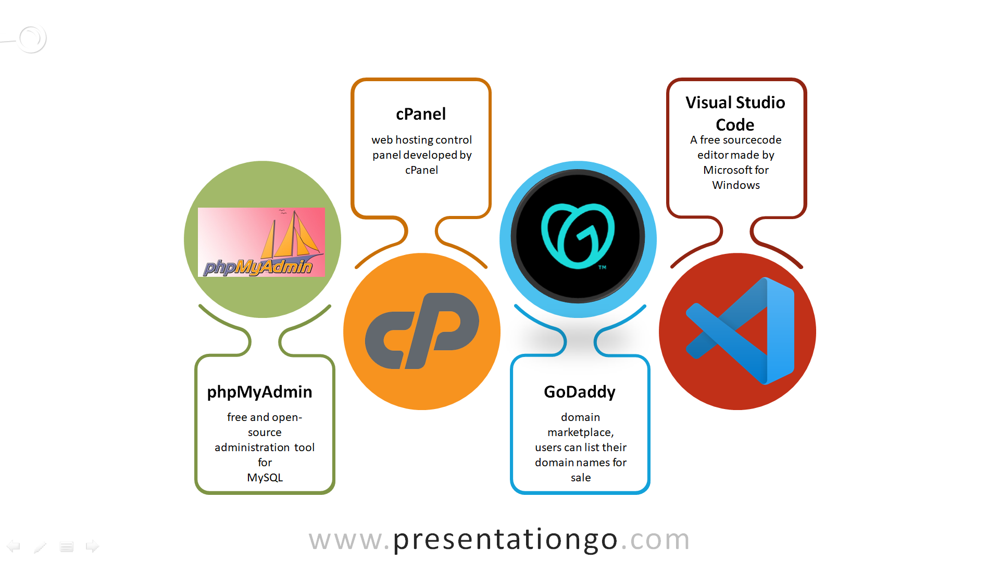 cPanel
web hosting control
panel developed by
cPanel
Visual Studio
Code
A free sourcecode
editor made by
Microsoft for
Windows
phpMyAdmin
cP
TM
phpMyAdmin
free and open-
source
administration tool
for
MySQL
GoDaddy
domain
marketplace,
users can list their
domain names for
sale
www.presentationgo.com